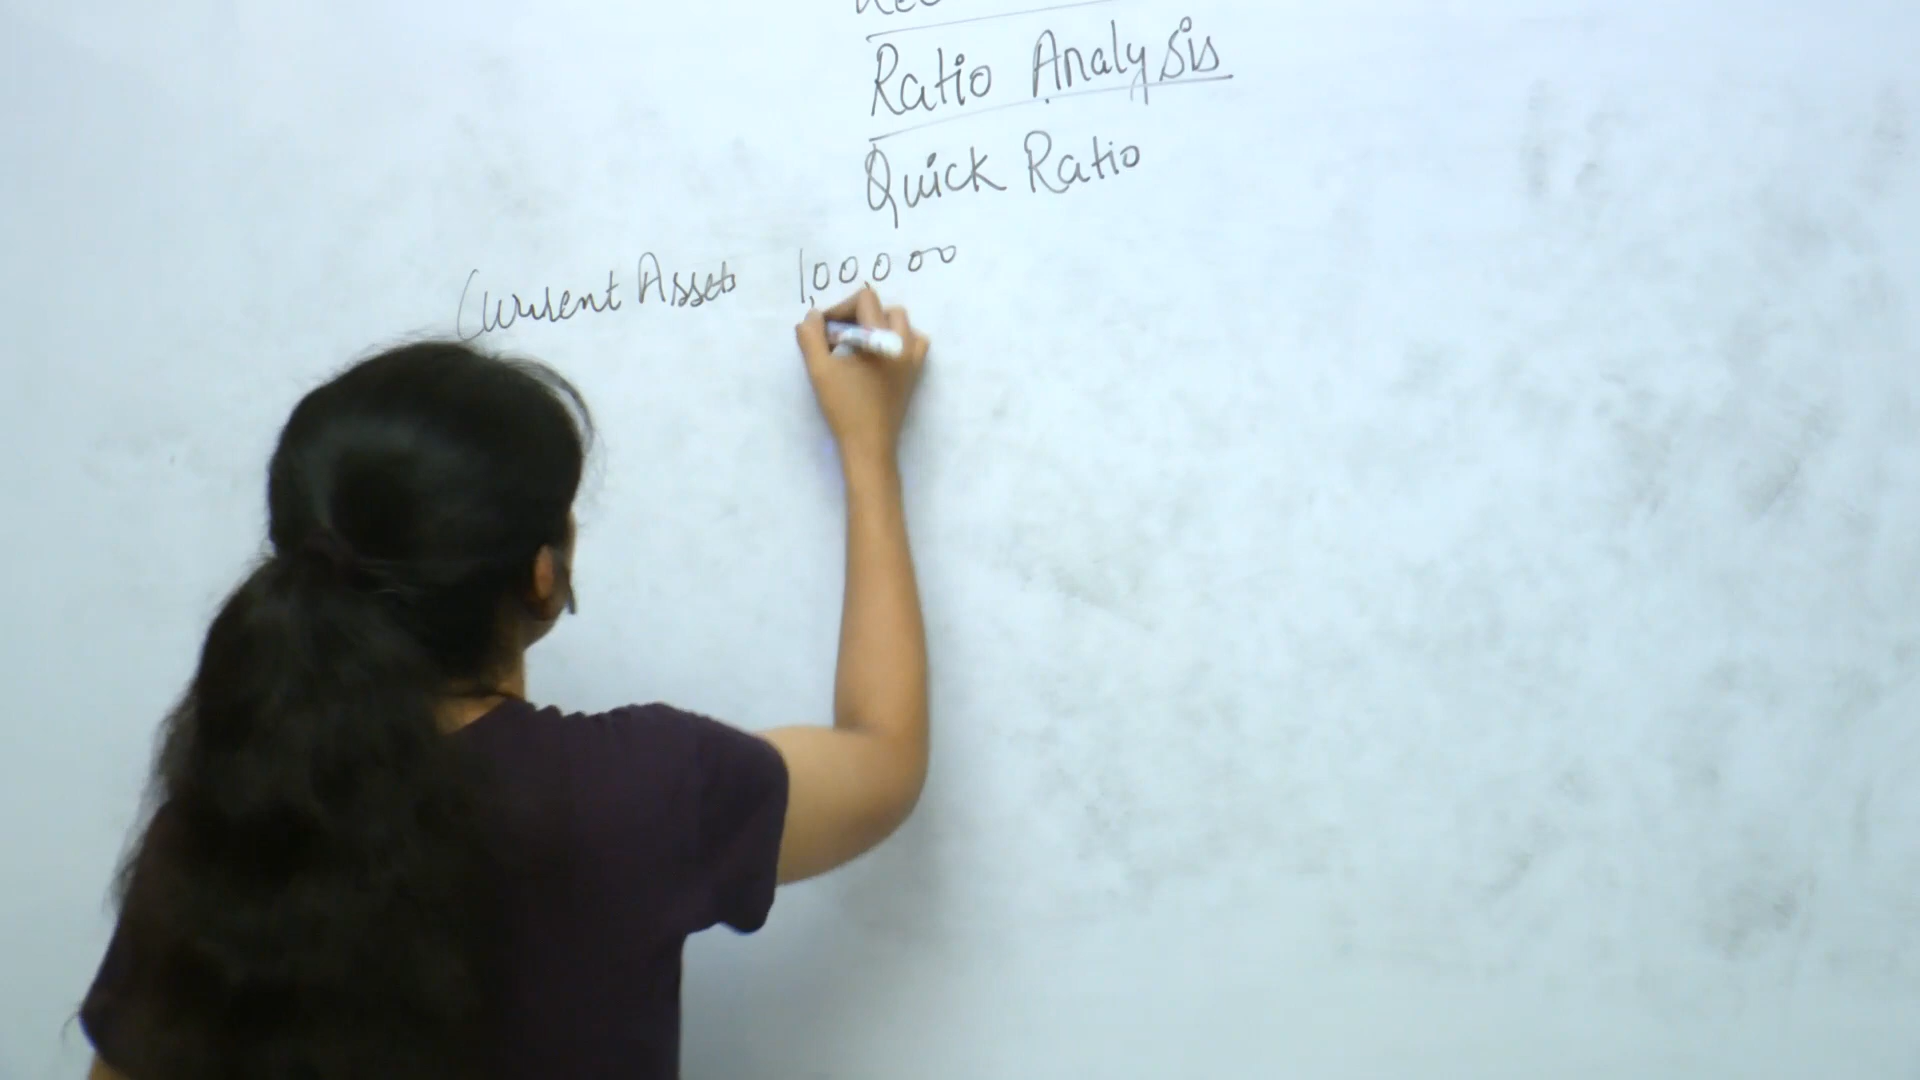 Ratio Analysis
Quick Ratio
Current Assets 1,00,000